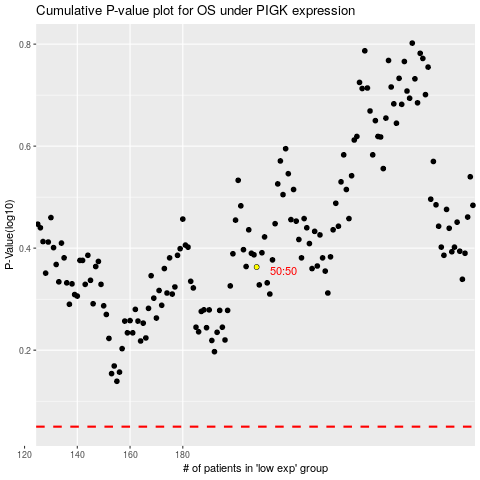 Cumulative P-value plot for OS under PIGK expression
P-Value(log10)
0.8
0.6
0.4
0.2
50:50
120 140 160 180
# of patients in 'low exp' group